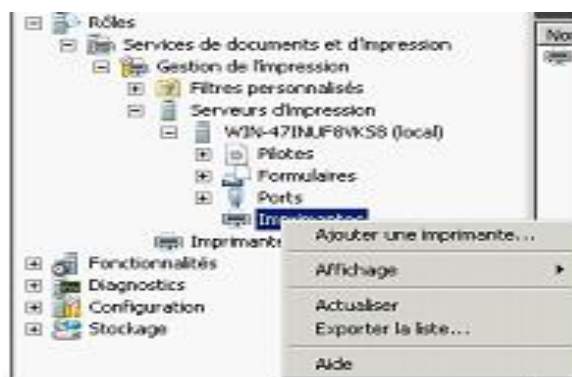 Rôles
Services de documents et d'impression
Gestion de l'impression
Filtres personnalisés
Serveurs d'impression
WIN-47INUF8VKS8 (local)
Pilotes
Formulaires
Ports
Imprimantes
Imprimante
Fonctionnalités
Diagnostics
Configuration
Stockage
Ajouter une imprimante...
Affichage
Actualiser
Exporter la liste...
Aide